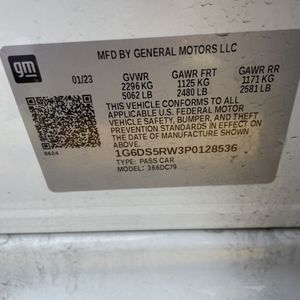 MFD BY GENERAL MOTORS LLC
gm
01/23 GVWR GAWR FRT GAWR RR
2296 KG 1125 KG 1171 KG
5062 LB 2480 LB 2581 LB
THIS VEHICLE CONFORMS TO ALL
APPLICABLE U.S. FEDERAL MOTOR
VEHICLE SAFETY, BUMPER, AND THEFT
PREVENTION STANDARDS IN EFFECT ON THE
DATE OF MANUFACTURE SHOWN ABOVE.
1G6DS5RW3P0128536
TYPE: PASS CAR
MODEL: 366DC79
9624